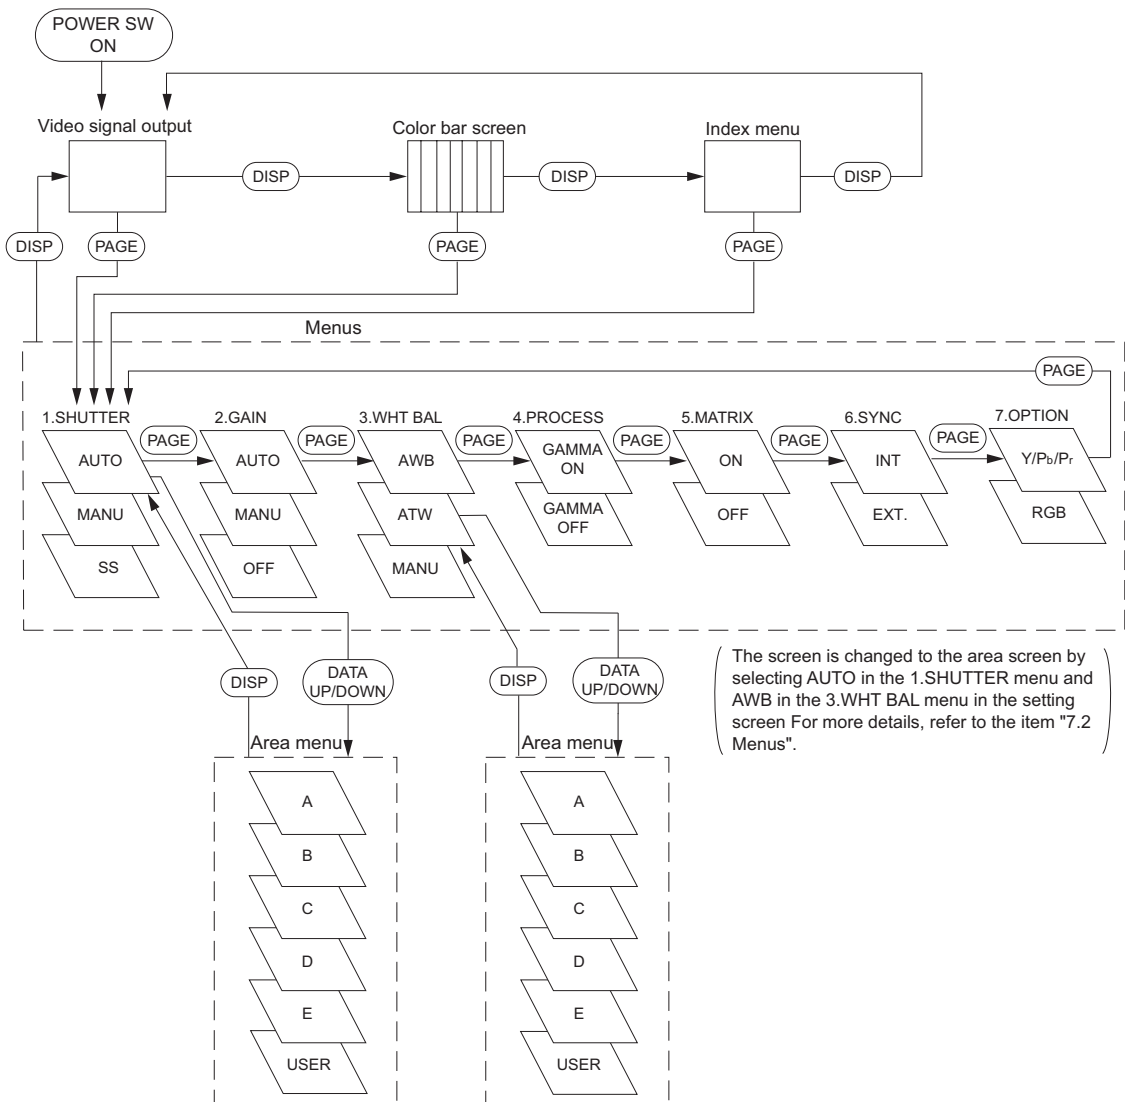 POWER SW
ON
Video signal output
Color bar screen
Index menu
DISP
DISP
DISP
DISP
PAGE
PAGE
PAGE
Menus
PAGE
1.SHUTTER
2.GAIN
3.WHT BAL
4.PROCESS
5.MATRIX
6.SYNC
7.OPTION
AUTO
PAGE
AUTO
PAGE
AWB
PAGE
GAMMA
ON
PAGE
ON
PAGE
INT
PAGE
Y/Pb/Pr
MANU
MANU
ATW
GAMMA
OFF
OFF
EXT.
RGB
SS
OFF
MANU
DISP
DATA
UP/DOWN
DISP
DATA
UP/DOWN
The screen is changed to the area screen by
selecting AUTO in the 1.SHUTTER menu and
AWB in the 3.WHT BAL menu in the setting
screen For more details, refer to the item "7.2
Menus".
Area menu
Area menu
A
B
C
D
E
USER
A
B
C
D
E
USER